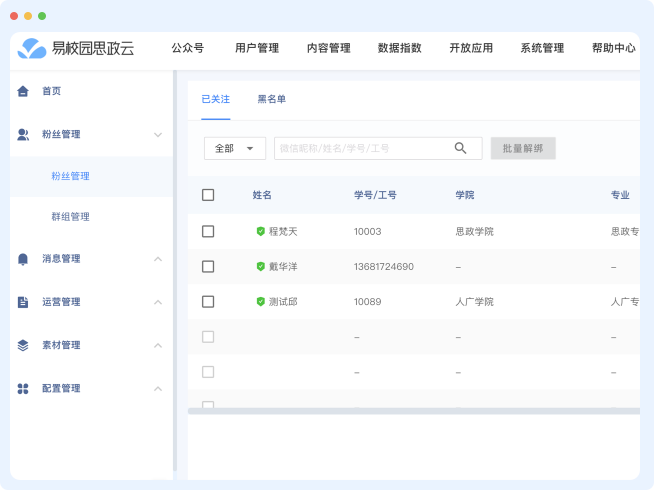 易校园思政云
公众号 用户管理 内容管理 数据指数 开放应用 系统管理 帮助中心
首页
粉丝管理
粉丝管理
群组管理
消息管理
运营管理
素材管理
配置管理
已关注 黑名单
全部 微信昵称/姓名/学号/工号 批量解绑
姓名 学号/工号 学院 专业
程梵天 10003 思政学院 思政专
戴华洋 13681724690 – –
测试邱 10089 人广学院 人广专
– – –
– – –